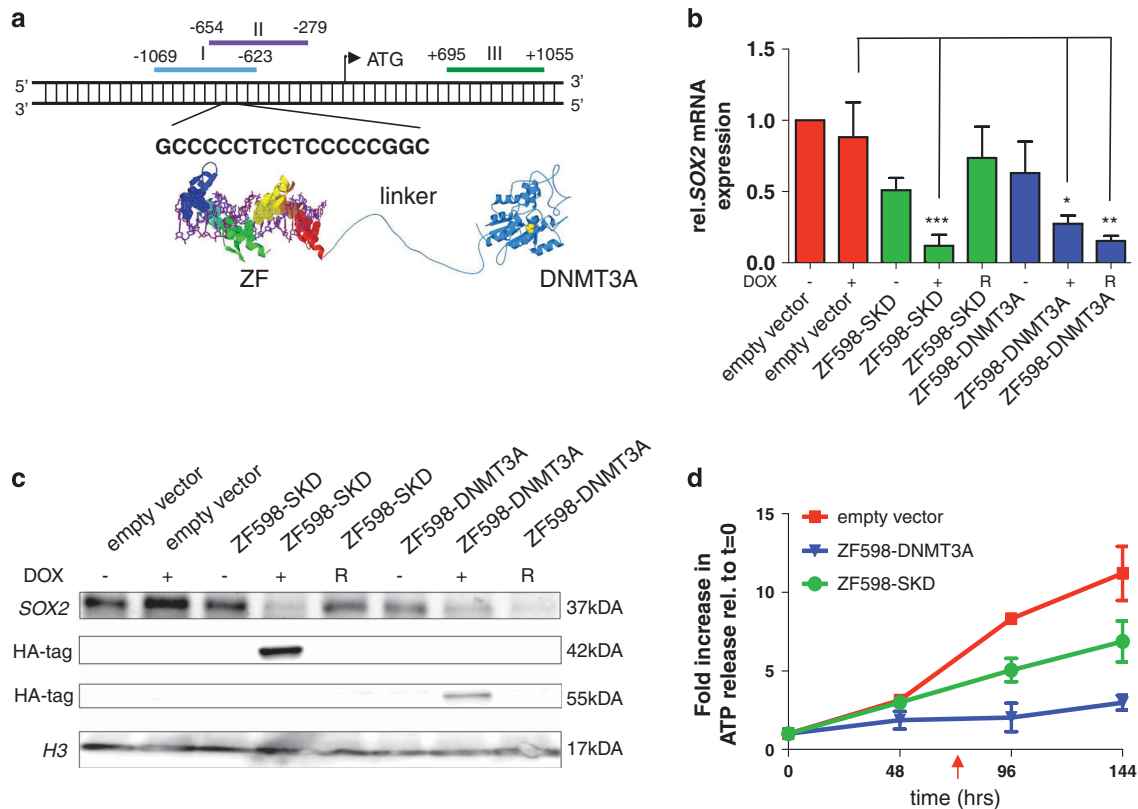 a
-654 II -279
-1069 I -623
ATG
+695 III +1055
5' 3'
3' 5'
GCCCCCTCCTCCCCCGGC
linker
ZF
DNMT3A
b
rel.SOX2 mRNA
expression
1.0
0.5
0.0
***
*
**
DOX - + - + R - + R
empty vector
empty vector
ZF598-SKD
ZF598-SKD
ZF598-SKD
ZF598-DNMT3A
ZF598-DNMT3A
ZF598-DNMT3A
c
empty vector
empty vector
ZF598-SKD
ZF598-SKD
ZF598-SKD
ZF598-DNMT3A
ZF598-DNMT3A
ZF598-DNMT3A
DOX - + - + R - + R
SOX2 37kDA
HA-tag 42kDA
HA-tag 55kDA
H3 17kDA
d
Fold increase in
ATP release rel. to t=0
15
10
5
0
empty vector
ZF598-DNMT3A
ZF598-SKD
0 48 96 144
time (hrs)